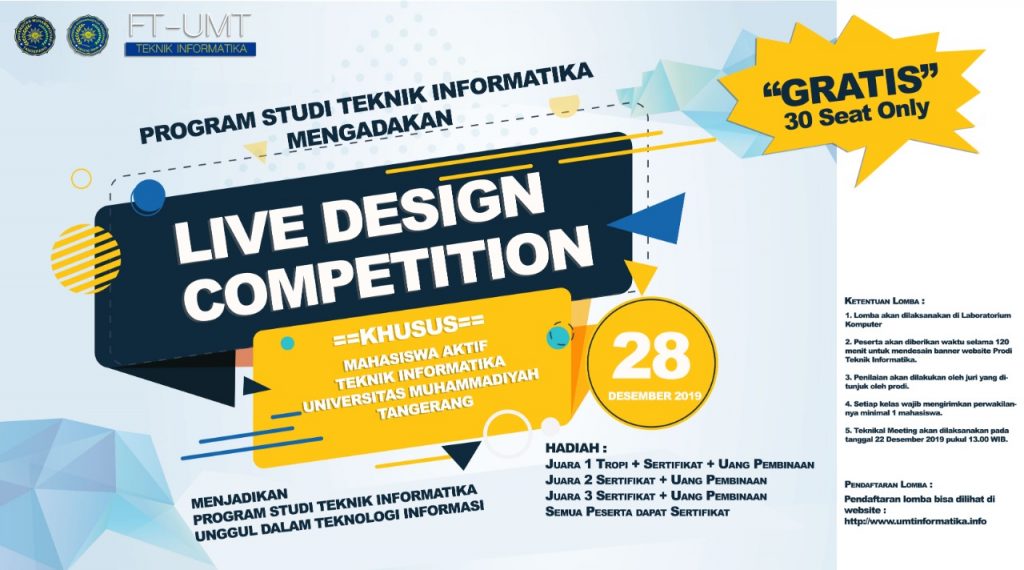 FT-UMT
TEKNIK INFORMATIKA
PROGRAM STUDI TEKNIK INFORMATIKA
MENGADAKAN
“GRATIS”
30 Seat Only
LIVE DESIGN
COMPETITION
==KHUSUS==
MAHASISWA AKTIF
TEKNIK INFORMATIKA
UNIVERSITAS MUHAMMADIYAH
TANGERANG
28
DESEMBER 2019
HADIAH :
JUARA 1 TROPI + SERTIFIKAT + UANG PEMBINAAN
JUARA 2 SERTIFIKAT + UANG PEMBINAAN
JUARA 3 SERTIFIKAT + UANG PEMBINAAN
SEMUA PESERTA DAPAT SERTIFIKAT
MENJADIKAN
PROGRAM STUDI TEKNIK INFORMATIKA
UNGGUL DALAM TEKNOLOGI INFORMASI
KETENTUAN LOMBA :
1. Lomba akan dilaksanakan di Laboratorium
Komputer
2. Peserta akan diberikan waktu selama 120
menit untuk mendesain banner website Prodi
Teknik Informatika.
3. Penilaian akan dilakukan oleh juri yang di-
tunjuk oleh prodi.
4. Setiap kelas wajib mengirimkan perwakilan-
nya minimal 1 mahasiswa.
5. Teknikal Meeting akan dilaksanakan pada
tanggal 22 Desember 2019 pukul 13.00 WIB.
PENDAFTARAN LOMBA :
Pendaftaran lomba bisa dilihat di
website :
http://www.umtinformatika.info